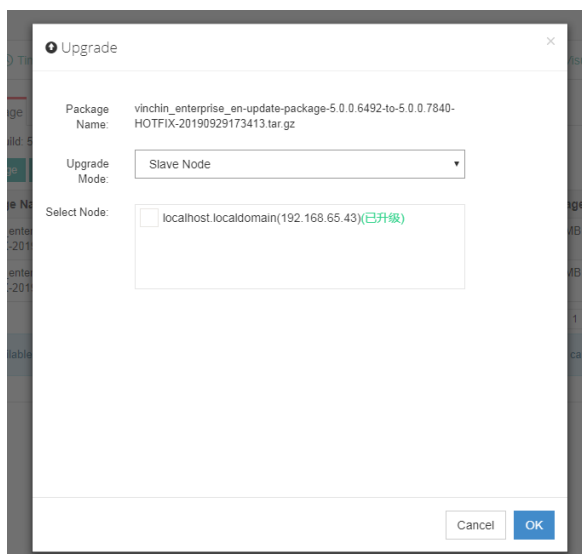 Upgrade
×
Package Name:
vinchin_enterprise_en-update-package-5.0.0.6492-to-5.0.0.7840-
HOTFIX-20190929173413.tar.gz
Upgrade Mode:
Slave Node
Select Node:
localhost.localdomain(192.168.65.43)(已升级)
Cancel
OK